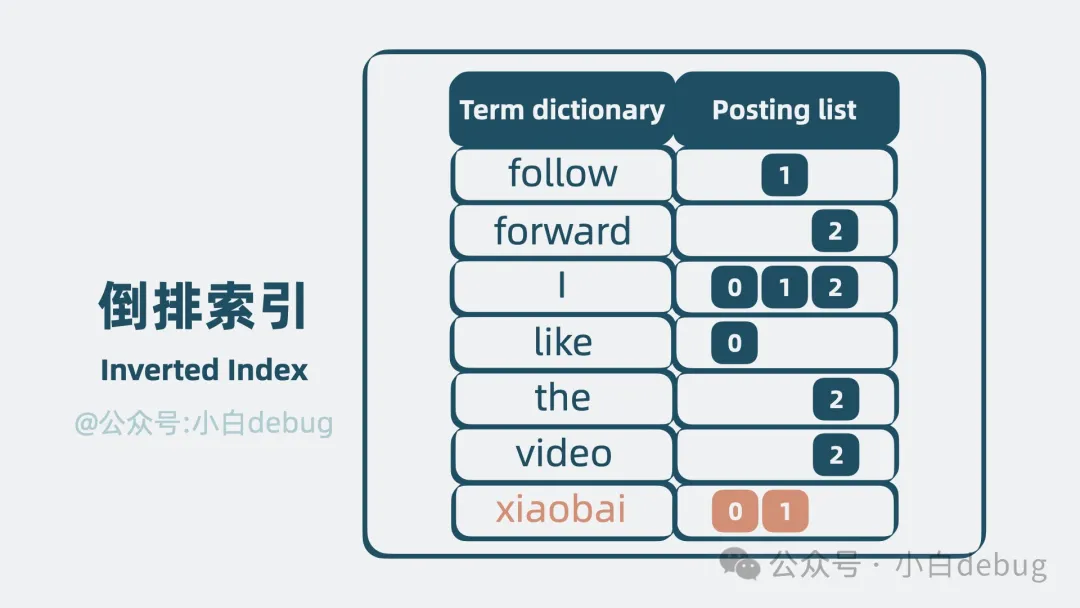 倒排索引
Inverted Index
@公众号:小白debug
Term dictionary Posting list
follow 1
forward 2
I 0 1 2
like 0
the 2
video 2
xiaobai 0 1
公众号 · 小白debug